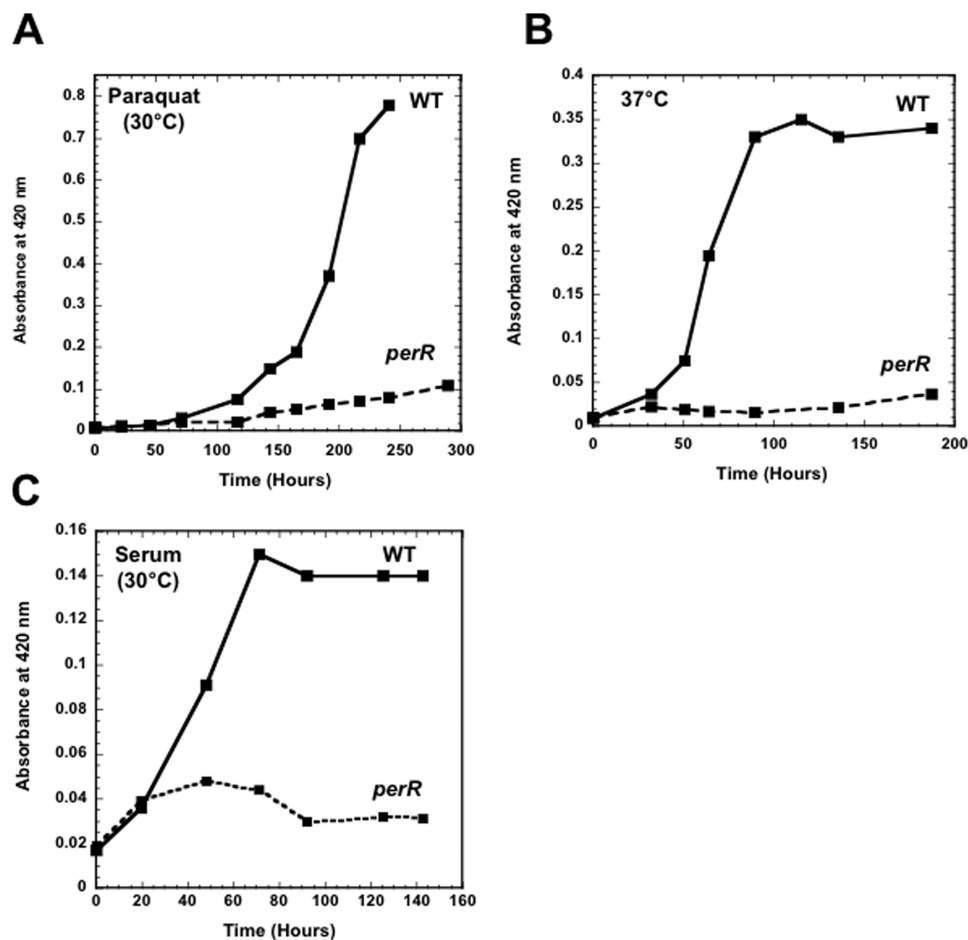 A
Paraquat
(30°C)
WT
perR
Absorbance at 420 nm
0.8
0.7
0.6
0.5
0.4
0.3
0.2
0.1
0
0 50 100 150 200 250 300
Time (Hours)
B
37°C
WT
perR
Absorbance at 420 nm
0.4
0.35
0.3
0.25
0.2
0.15
0.1
0.05
0
0 50 100 150 200
Time (Hours)
C
Serum
(30°C)
WT
perR
Absorbance at 420 nm
0.16
0.14
0.12
0.1
0.08
0.06
0.04
0.02
0
0 20 40 60 80 100 120 140 160
Time (Hours)